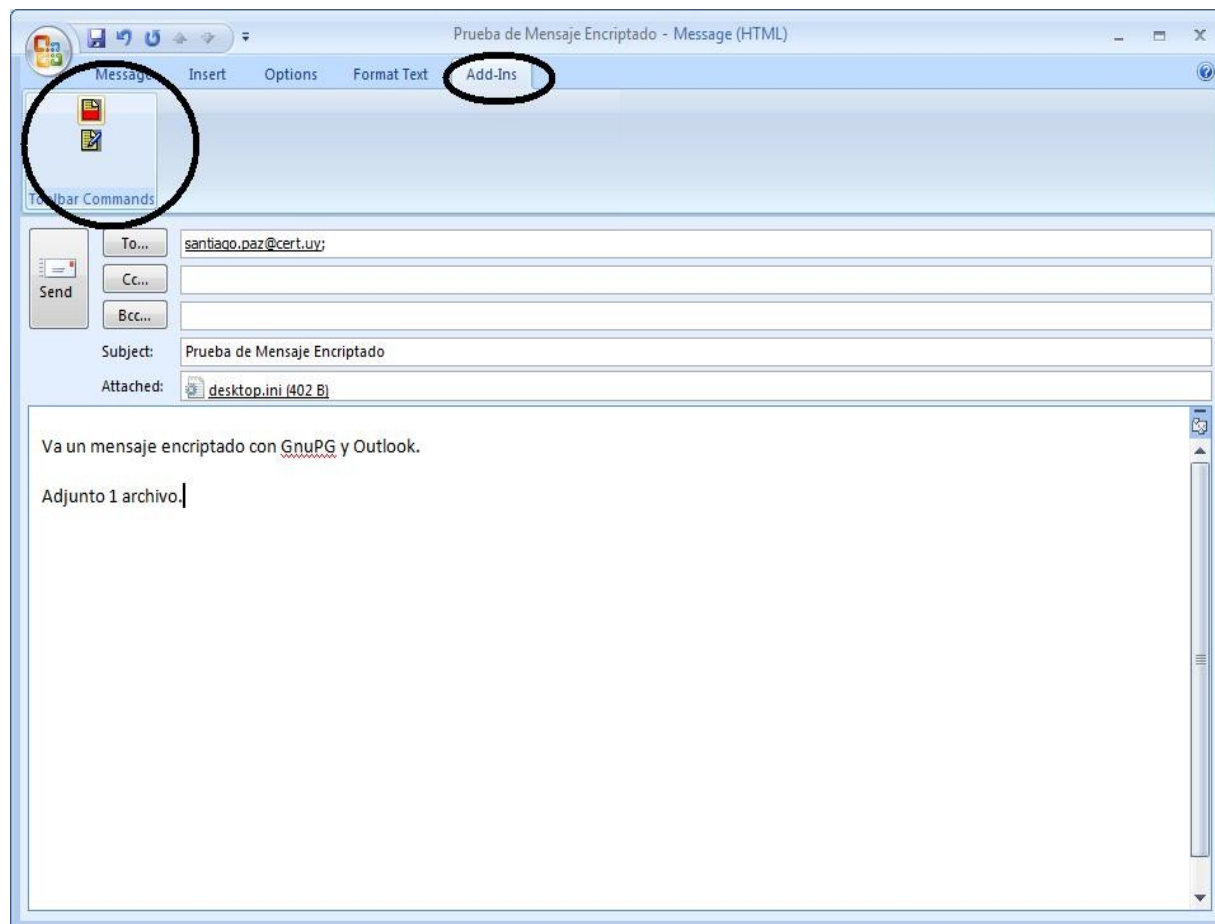 Prueba de Mensaje Encriptado - Message (HTML)
Message Insert Options Format Text Add-Ins
Toolbar Commands
Send
To... santiago.paz@cert.uy;
Cc...
Bcc...
Subject: Prueba de Mensaje Encriptado
Attached: desktop.ini (402 B)
Va un mensaje encriptado con GnuPG y Outlook.
Adjunto 1 archivo.